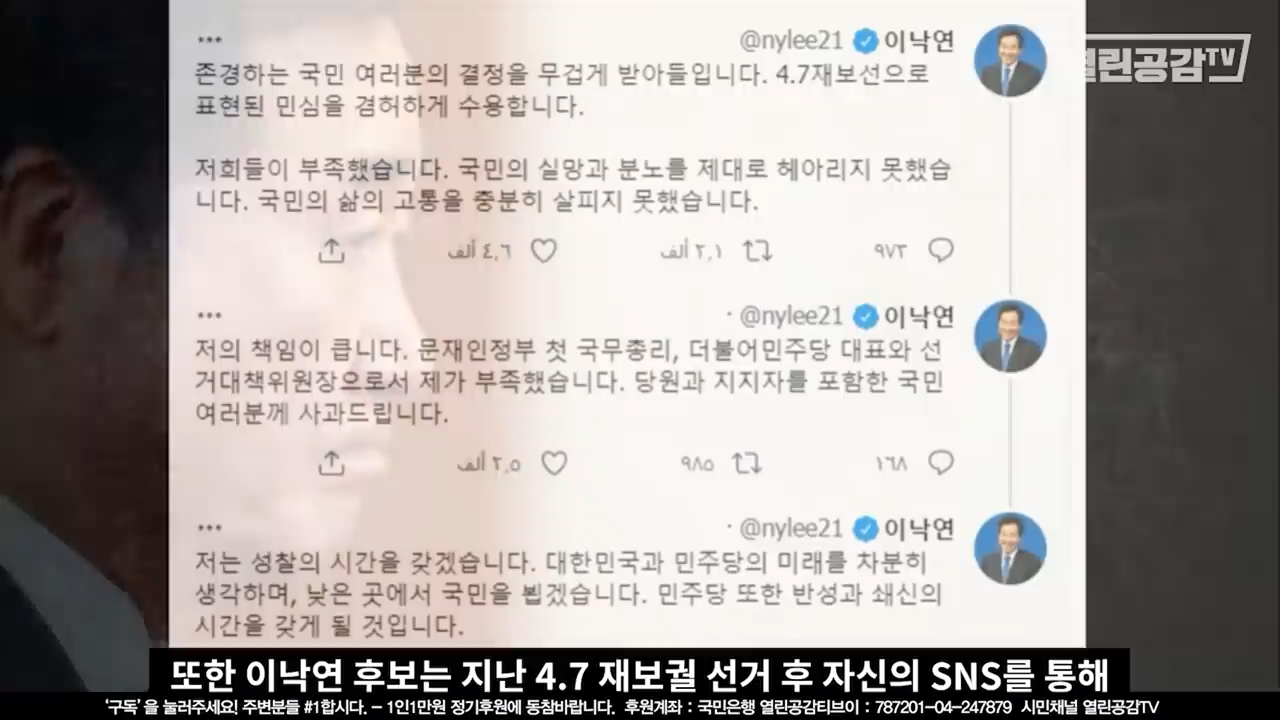 @nylee21 이낙연
존경하는 국민 여러분의 결정을 무겁게 받아들입니다. 4.7재보선으로
표현된 민심을 겸허하게 수용합니다.
저희들이 부족했습니다. 국민의 실망과 분노를 제대로 헤아리지 못했습
니다. 국민의 삶의 고통을 충분히 살피지 못했습니다.
٤,٦ ألف ٢,١ ألف ٩٧٣
· @nylee21 이낙연
저의 책임이 큽니다. 문재인정부 첫 국무총리, 더불어민주당 대표와 선
거대책위원장으로서 제가 부족했습니다. 당원과 지지자를 포함한 국민
여러분께 사과드립니다.
٢,٥ ألف ٩٨٥ ١٦٨
· @nylee21 이낙연
저는 성찰의 시간을 갖겠습니다. 대한민국과 민주당의 미래를 차분히
생각하며, 낮은 곳에서 국민을 뵙겠습니다. 민주당 또한 반성과 쇄신의
시간을 갖게 될 것입니다.
열린공감TV
또한 이낙연 후보는 지난 4.7 재보궐 선거 후 자신의 SNS를 통해
'구독'을 눌러주세요! 주변분들 #1합시다. - 1인1만원 정기후원에 동참바랍니다. 후원계좌 : 국민은행 열린공감티브이 : 787201-04-247879 시민채널 열린공감TV